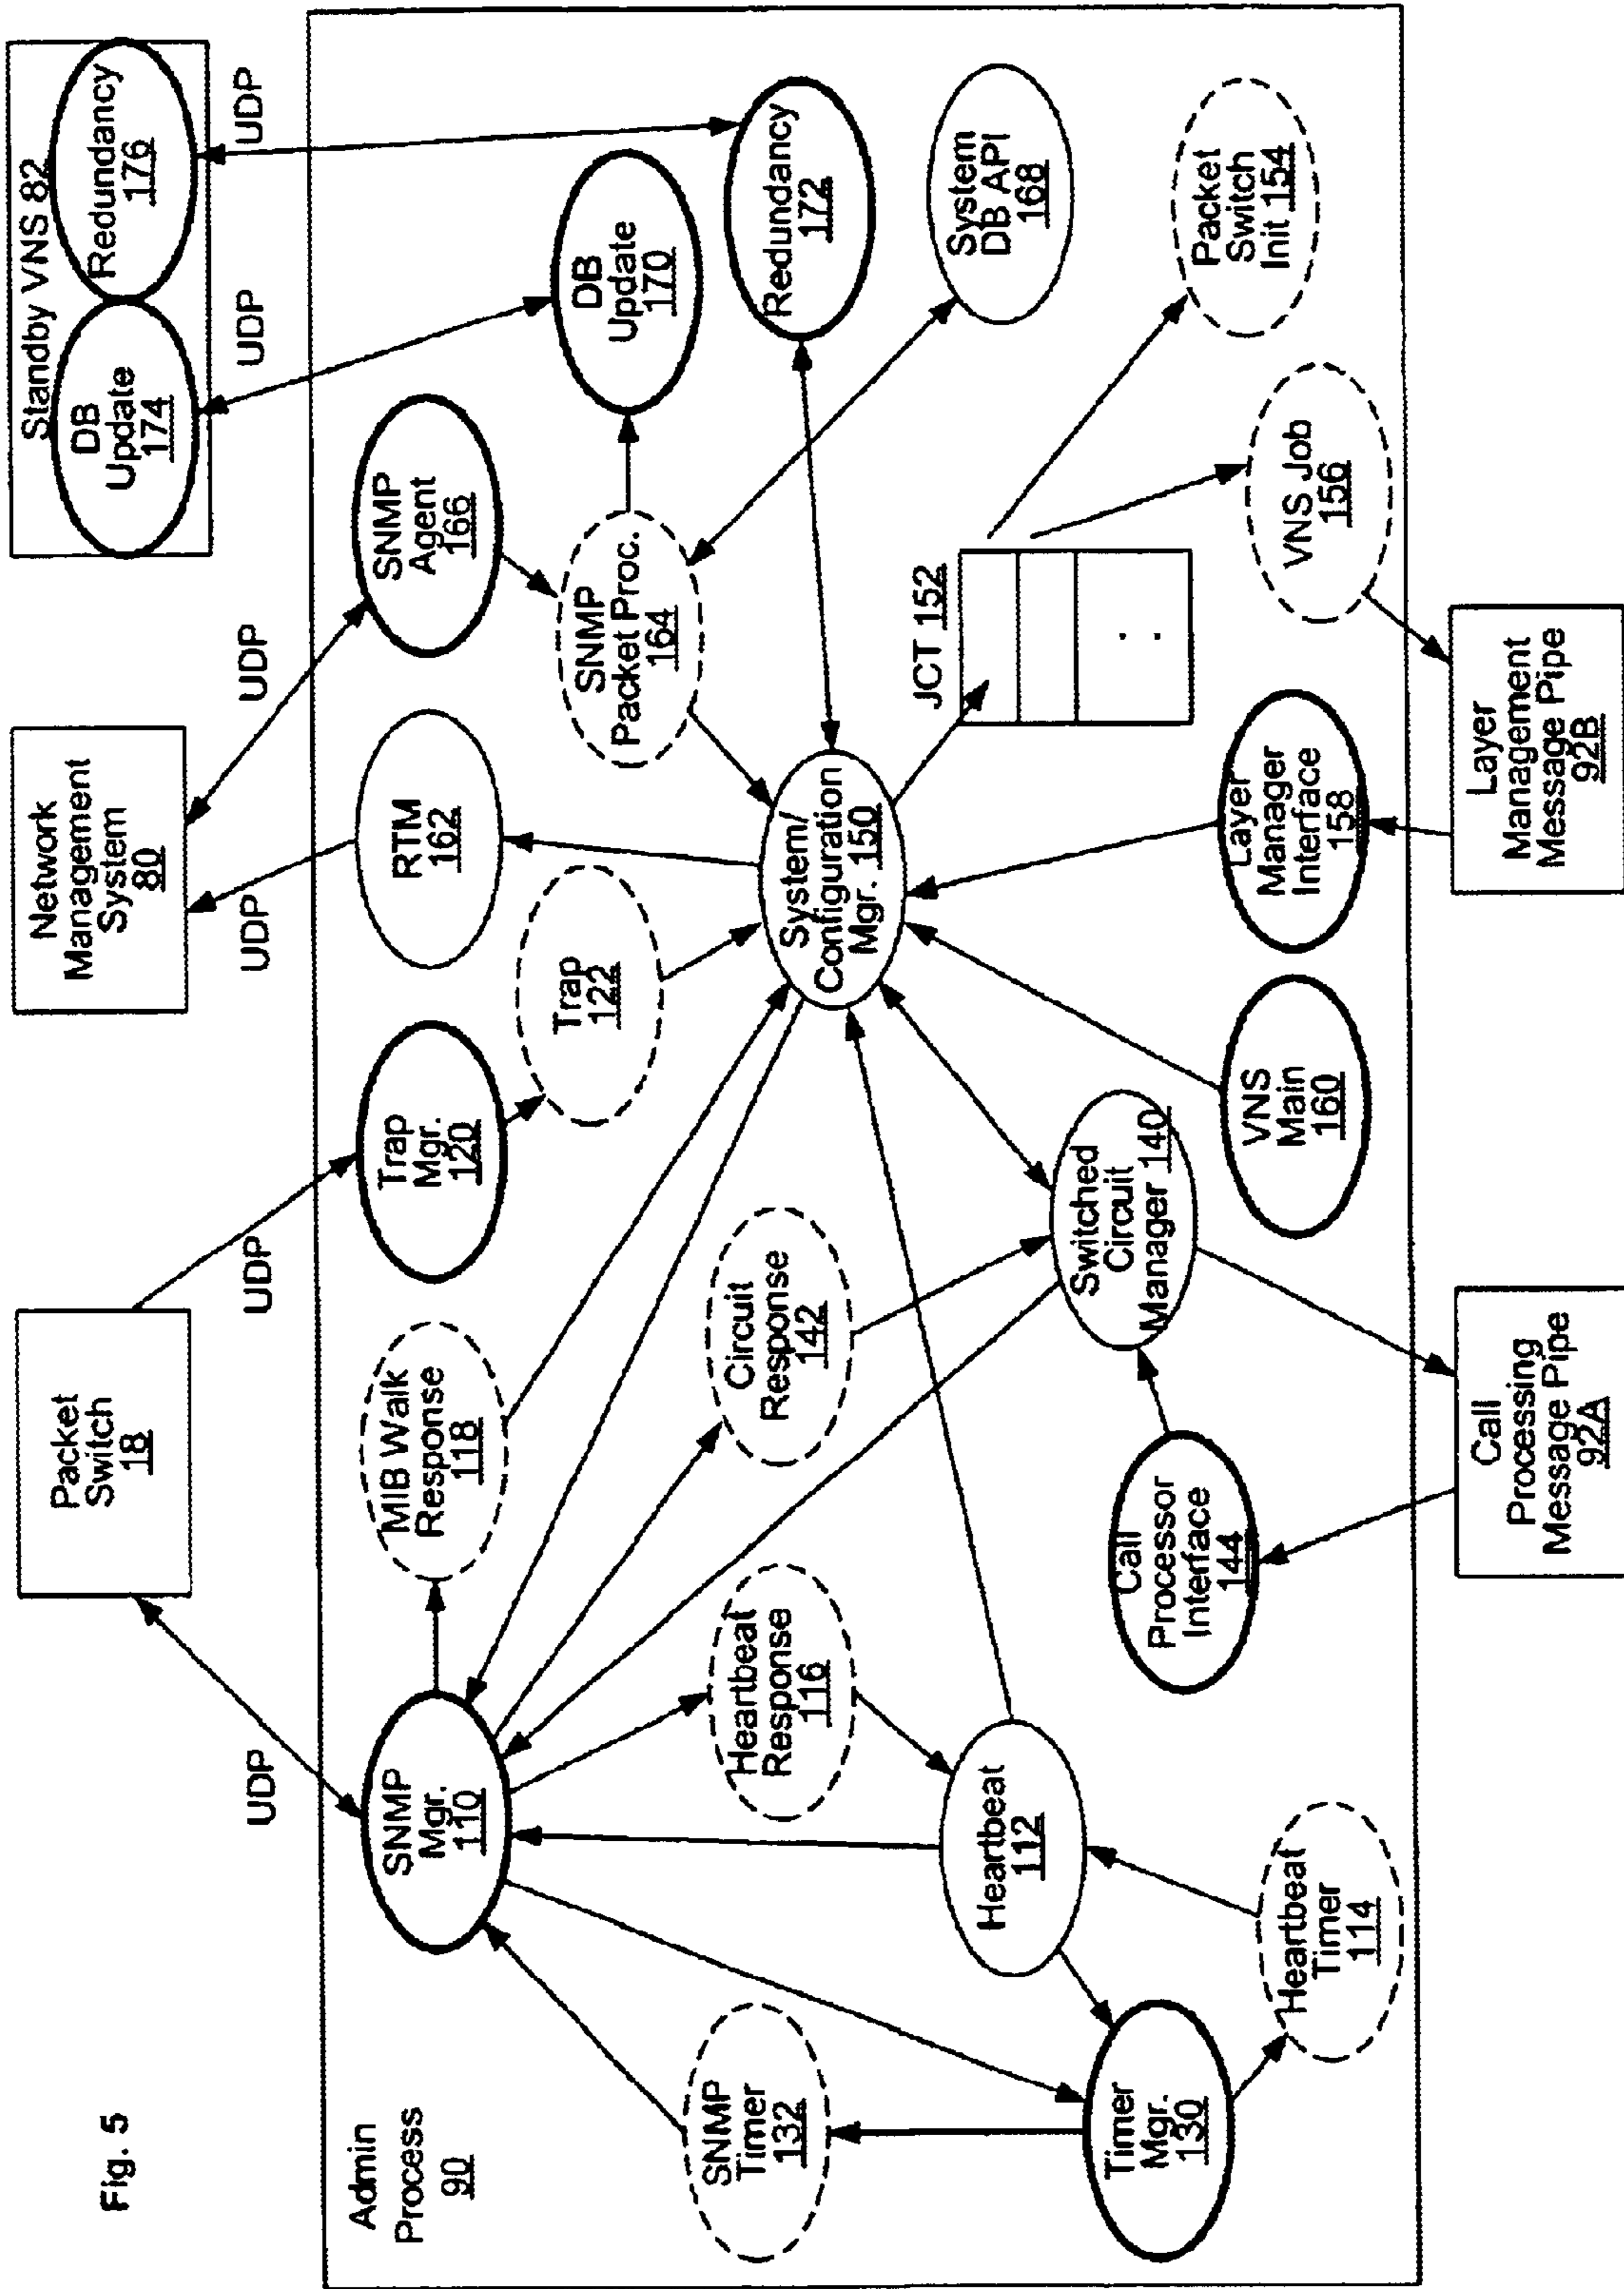 Fig. 5
Packet
Switch
18
Network
Management
System
80
Standby VNS 82
DB
Update
174
Redundancy
176
UDP
UDP
UDP
UDP
UDP
UDP
Admin
Process
90
SNMP
Mgr.
110
MIB Walk
Response
118
Trap
Mgr.
120
RTM
162
SNMP
Agent
166
Trap
122
SNMP
Packet Proc.
164
DB
Update
170
SNMP
Timer
132
Heartbeat
Response
116
Circuit
Response
142
System/
Configuration
Mgr. 150
Redundancy
172
Heartbeat
112
JCT 152
System
DB API
168
Timer
Mgr.
130
Call
Processor
Interface
144
Switched
Circuit
Manager 140
Packet
Switch
Init 154
Heartbeat
Timer
114
VNS
Main
160
Layer
Manager
Interface
158
VNS Job
156
Call
Processing
Message Pipe
92A
Layer
Management
Message Pipe
92B